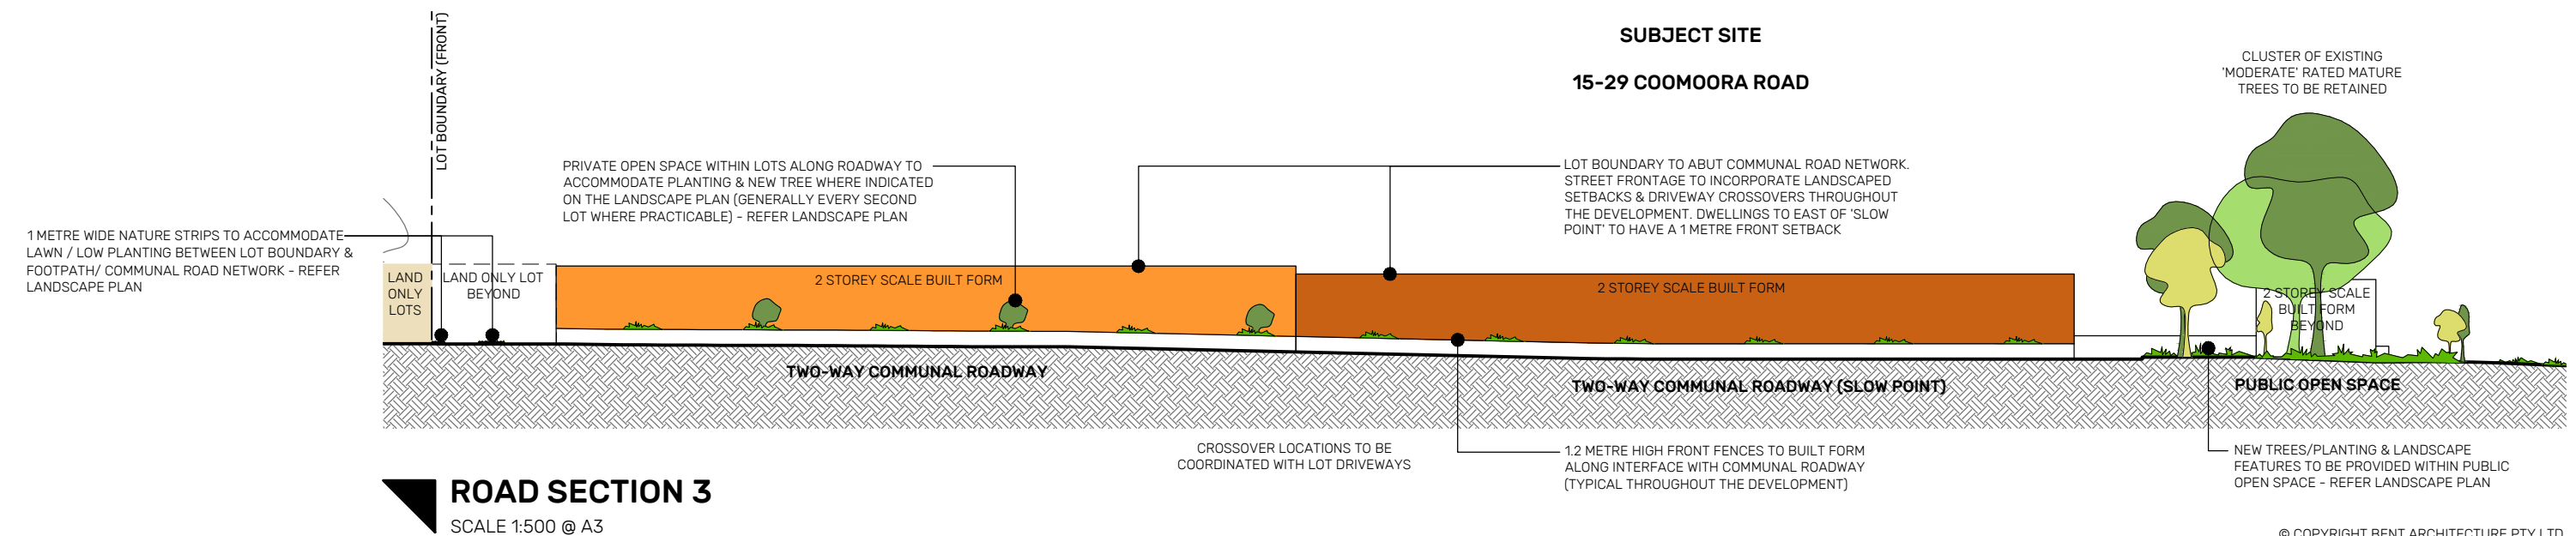 LOT BOUNDARY (FRONT)
SUBJECT SITE
15-29 COOMOORA ROAD
CLUSTER OF EXISTING
'MODERATE' RATED MATURE
TREES TO BE RETAINED
PRIVATE OPEN SPACE WITHIN LOTS ALONG ROADWAY TO
ACCOMMODATE PLANTING & NEW TREE WHERE INDICATED
ON THE LANDSCAPE PLAN (GENERALLY EVERY SECOND
LOT WHERE PRACTICABLE) - REFER LANDSCAPE PLAN
LOT BOUNDARY TO ABUT COMMUNAL ROAD NETWORK.
STREET FRONTAGE TO INCORPORATE LANDSCAPED
SETBACKS & DRIVEWAY CROSSOVERS THROUGHOUT
THE DEVELOPMENT. DWELLINGS TO EAST OF 'SLOW
POINT' TO HAVE A 1 METRE FRONT SETBACK
1 METRE WIDE NATURE STRIPS TO ACCOMMODATE
LAWN / LOW PLANTING BETWEEN LOT BOUNDARY &
FOOTPATH/ COMMUNAL ROAD NETWORK - REFER
LANDSCAPE PLAN
LAND
ONLY
LOTS
LAND ONLY LOT
BEYOND
2 STOREY SCALE BUILT FORM
2 STOREY SCALE BUILT FORM
2 STOREY SCALE
BUILT FORM
BEYOND
TWO-WAY COMMUNAL ROADWAY
TWO-WAY COMMUNAL ROADWAY (SLOW POINT)
PUBLIC OPEN SPACE
CROSSOVER LOCATIONS TO BE
COORDINATED WITH LOT DRIVEWAYS
1.2 METRE HIGH FRONT FENCES TO BUILT FORM
ALONG INTERFACE WITH COMMUNAL ROADWAY
(TYPICAL THROUGHOUT THE DEVELOPMENT)
NEW TREES/PLANTING & LANDSCAPE
FEATURES TO BE PROVIDED WITHIN PUBLIC
OPEN SPACE - REFER LANDSCAPE PLAN
ROAD SECTION 3
SCALE 1:500 @ A3
© COPYRIGHT BENT ARCHITECTURE PTY LTD